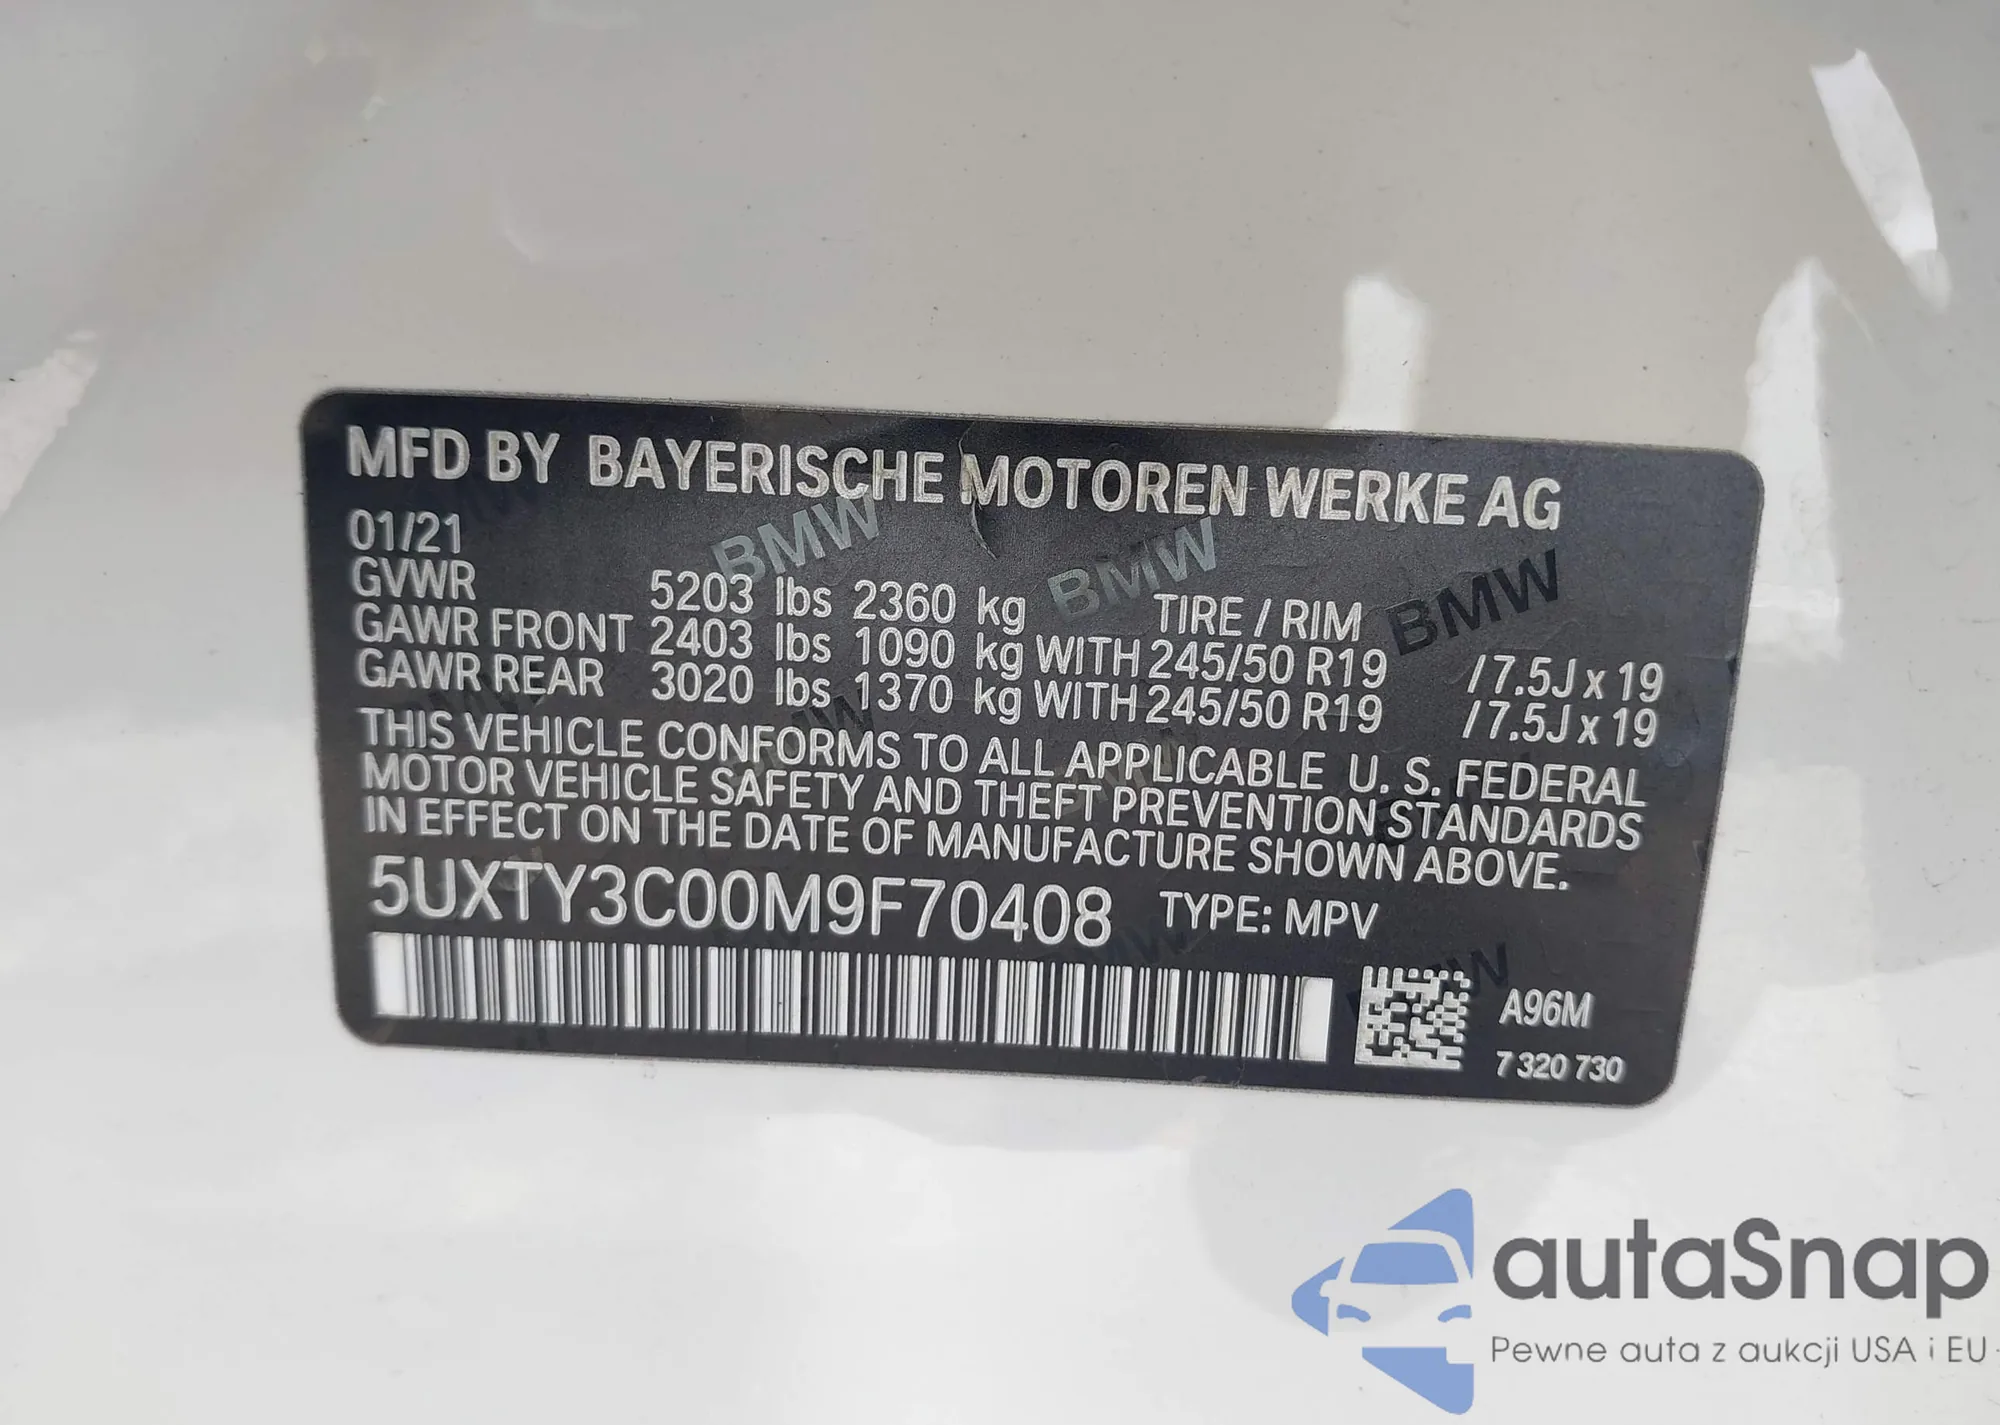 MFD BY BAYERISCHE MOTOREN WERKE AG
01/21
GVWR 5203 lbs 2360 kg TIRE / RIM
GAWR FRONT 2403 lbs 1090 kg WITH 245/50 R19 /7.5J x 19
GAWR REAR 3020 lbs 1370 kg WITH 245/50 R19 /7.5J x 19
THIS VEHICLE CONFORMS TO ALL APPLICABLE U. S. FEDERAL
MOTOR VEHICLE SAFETY AND THEFT PREVENTION STANDARDS
IN EFFECT ON THE DATE OF MANUFACTURE SHOWN ABOVE.
5UXTY3C00M9F70408 TYPE: MPV
A96M
7 320 730
BMW BMW BMW
autaSnap
Pewne auta z aukcji USA i EU